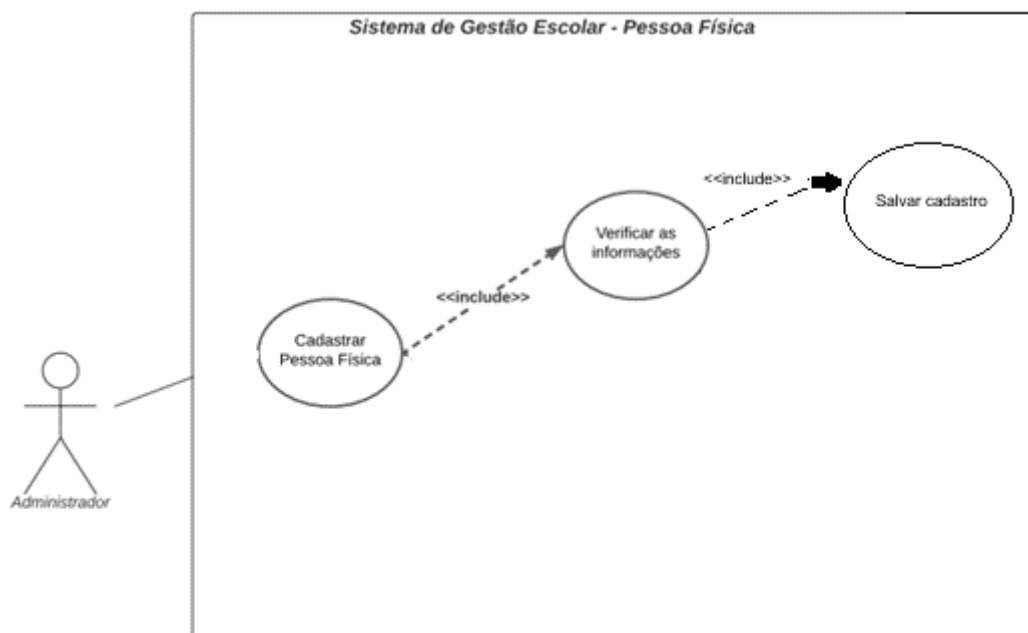 Sistema de Gestão Escolar - Pessoa Física
<<include>>
Salvar cadastro
Verificar as
informações
<<include>>
Cadastrar
Pessoa Física
Administrador